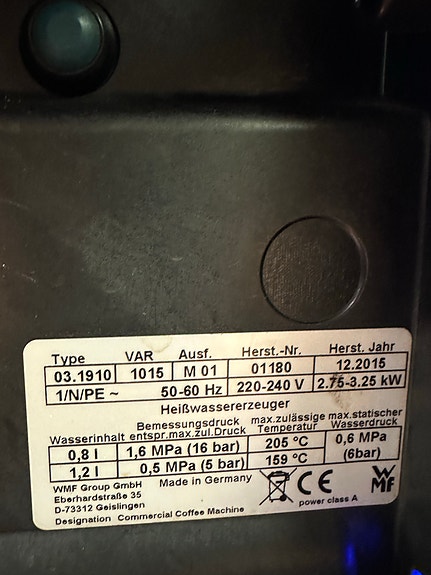 Type VAR Ausf. Herst.-Nr. Herst. Jahr
03.1910 1015 M 01 01180 12.2015
1/N/PE ~ 50-60 Hz 220-240 V 2.75-3.25 kW
Heißwassererzeuger
Bemessungsdruck max.zulässige max.statischer
Wasserinhalt entspr.max.zul.Druck Temperatur Wasserdruck
0,8 l 1,6 MPa (16 bar) 205 °C 0,6 MPa
1,2 l 0,5 MPa (5 bar) 159 °C (6bar)
WMF Group GmbH Made in Germany CE WMF
Eberhardstraße 35
D-73312 Geislingen power class A
Designation Commercial Coffee Machine